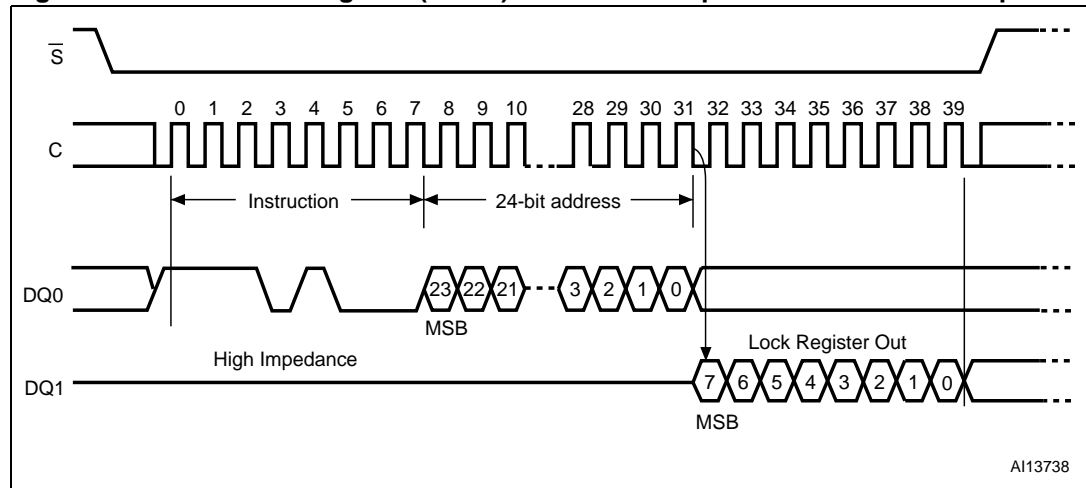 S
0 1 2 3 4 5 6 7 8 9 10 28 29 30 31 32 33 34 35 36 37 38 39
C
Instruction 24-bit address
DQ0 23 22 21 3 2 1 0
MSB
High Impedance Lock Register Out
DQ1 7 6 5 4 3 2 1 0
MSB
AI13738